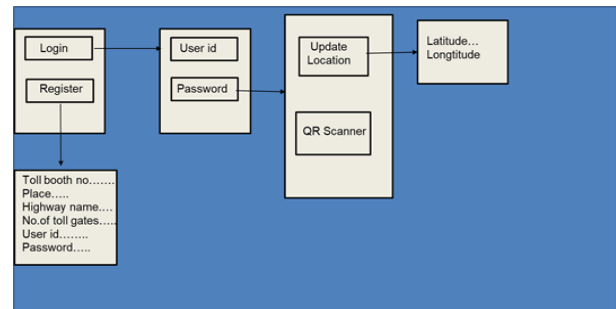 Login
Register
User id
Password
Update
Location
QR Scanner
Latitude...
Longtitude
Toll booth no.......
Place.....
Highway name....
No.of toll gates.....
User id........
Password.....